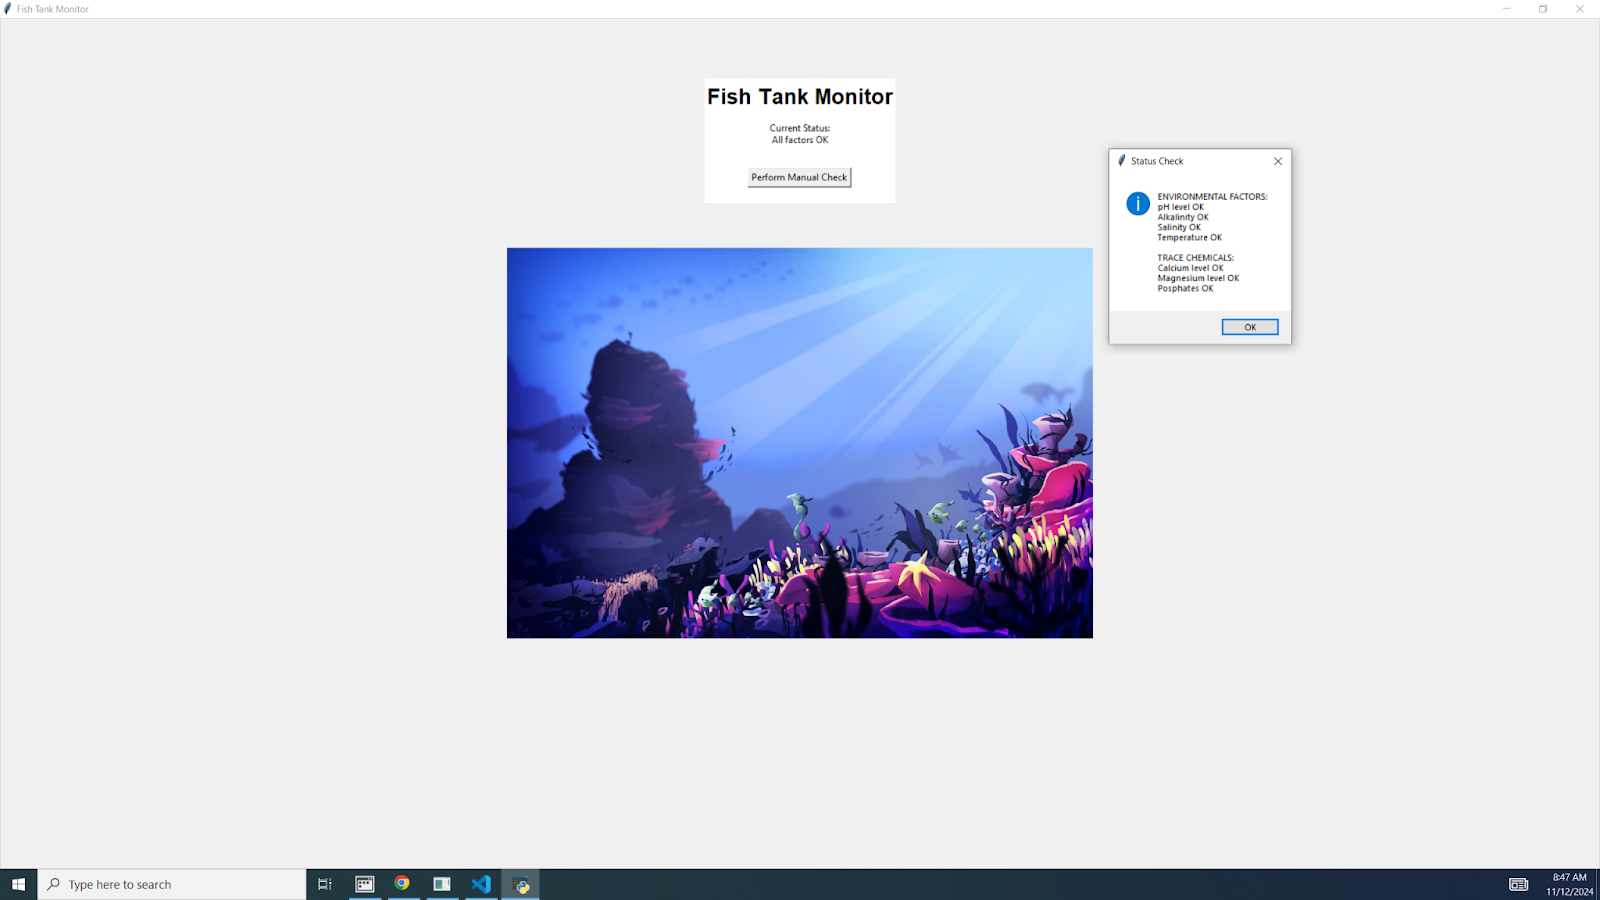 Fish Tank Monitor
Fish Tank Monitor
Current Status:
All factors OK
Perform Manual Check
Status Check
ENVIRONMENTAL FACTORS:
pH level OK
Alkalinity OK
Salinity OK
Temperature OK
TRACE CHEMICALS:
Calcium level OK
Magnesium level OK
Posphates OK
OK
Type here to search
8:47 AM
11/12/2024